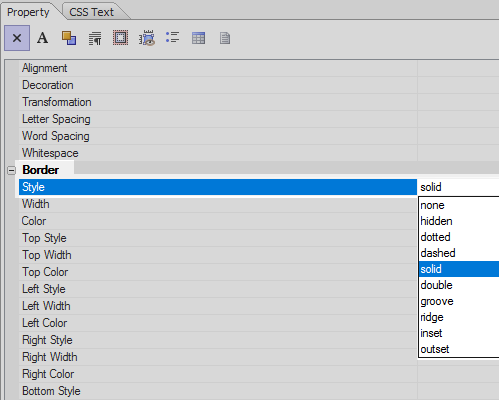 Property CSS Text
A
Alignment
Decoration
Transformation
Letter Spacing
Word Spacing
Whitespace
Border
Style solid
Width none
Color hidden
Top Style dotted
Top Width dashed
Top Color solid
Left Style double
Left Width groove
Left Color ridge
Right Style inset
Right Width outset
Right Color
Bottom Style